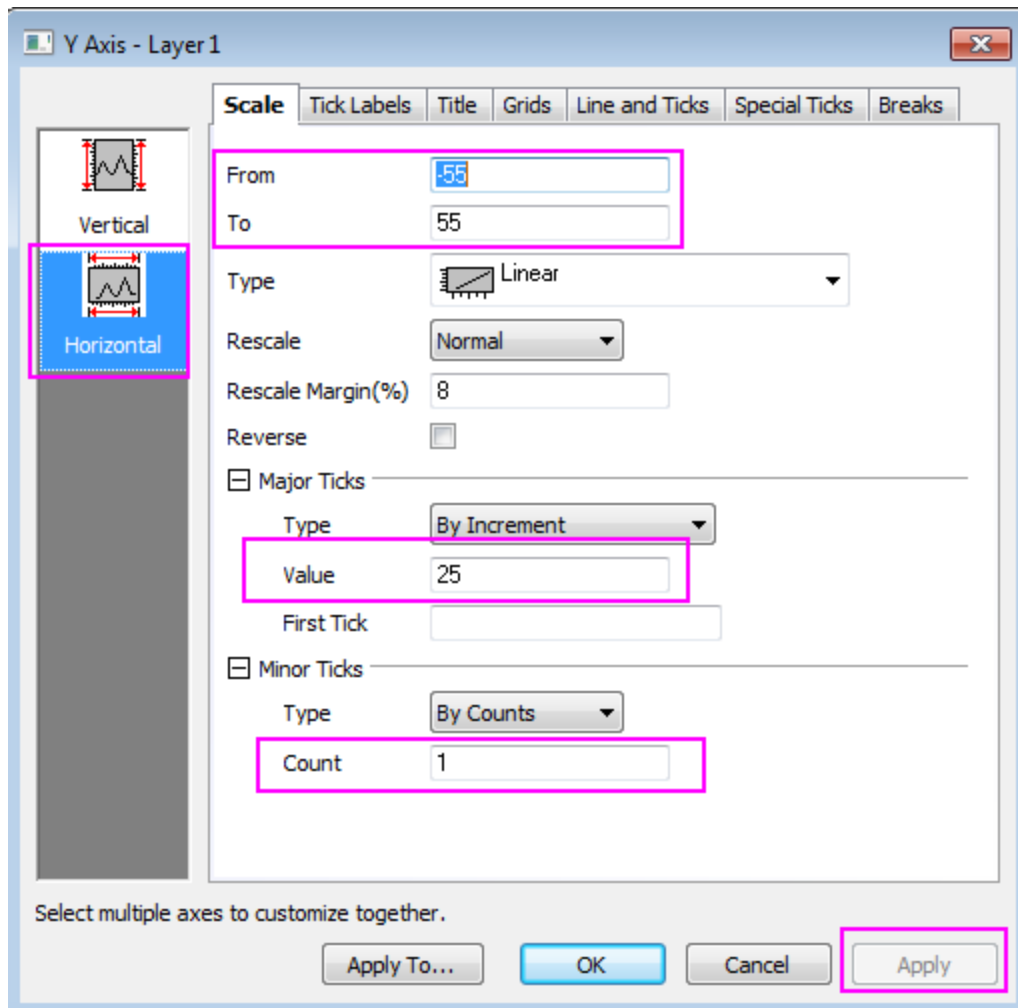 Y Axis - Layer 1
Scale Tick Labels Title Grids Line and Ticks Special Ticks Breaks
Vertical
Horizontal
From -55
To 55
Type Linear
Rescale Normal
Rescale Margin(%) 8
Reverse
Major Ticks
Type By Increment
Value 25
First Tick
Minor Ticks
Type By Counts
Count 1
Select multiple axes to customize together.
Apply To... OK Cancel Apply